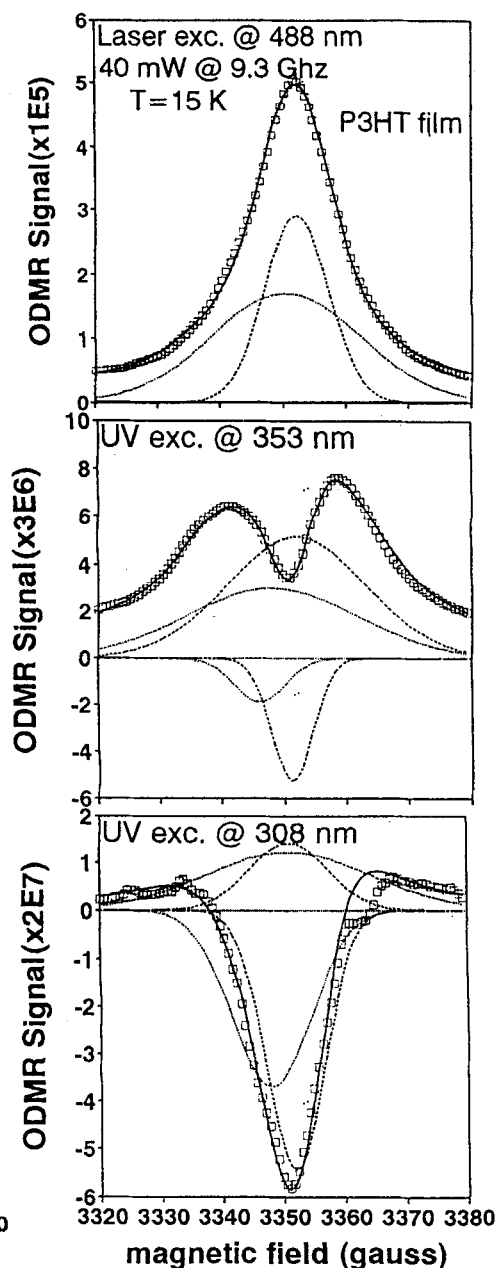 6
Laser exc. @ 488 nm
40 mW @ 9.3 Ghz
T=15 K
P3HT film
5
4
3
2
1
0
ODMR Signal(x1E5)
10
UV exc. @ 353 nm
8
6
4
2
0
-2
-4
-6
ODMR Signal(x3E6)
2
UV exc. @ 308 nm
1
0
-1
-2
-3
-4
-5
-6
ODMR Signal(x2E7)
0
3320 3330 3340 3350 3360 3370 3380
magnetic field (gauss)